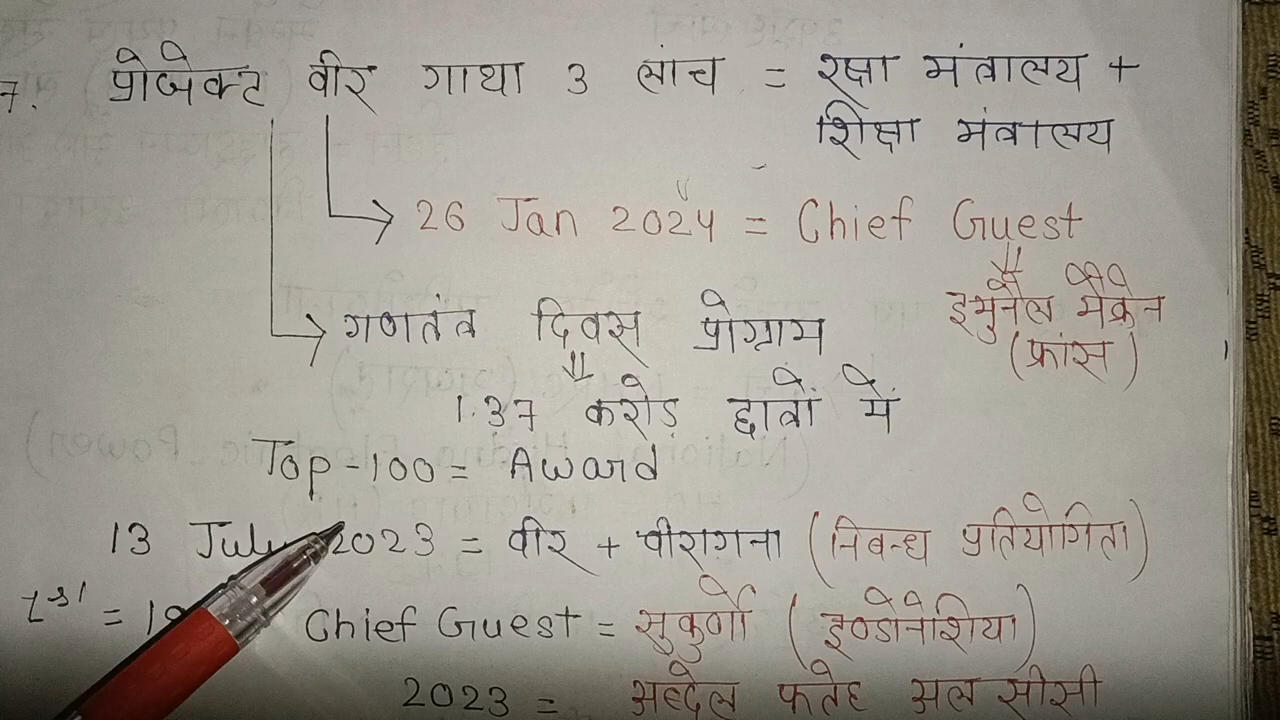 7. प्रोजेक्ट वीर गाथा 3 लांच = रक्षा मंत्रालय +
शिक्षा मंत्रालय
26 Jan 2024 = Chief Guest
इमुनैल मैक्रेन
(फ्रांस)
गणतंत्र दिवस प्रोग्राम
1.37 करोड़ छात्रों में
Top-100 = Award
13 July 2023 = वीर + वीरांगना (निबन्ध प्रतियोगिता)
Ist = Chief Guest = सुकुर्णो (इण्डोनेशिया)
2023 = अब्देल फतेह अल सीसी